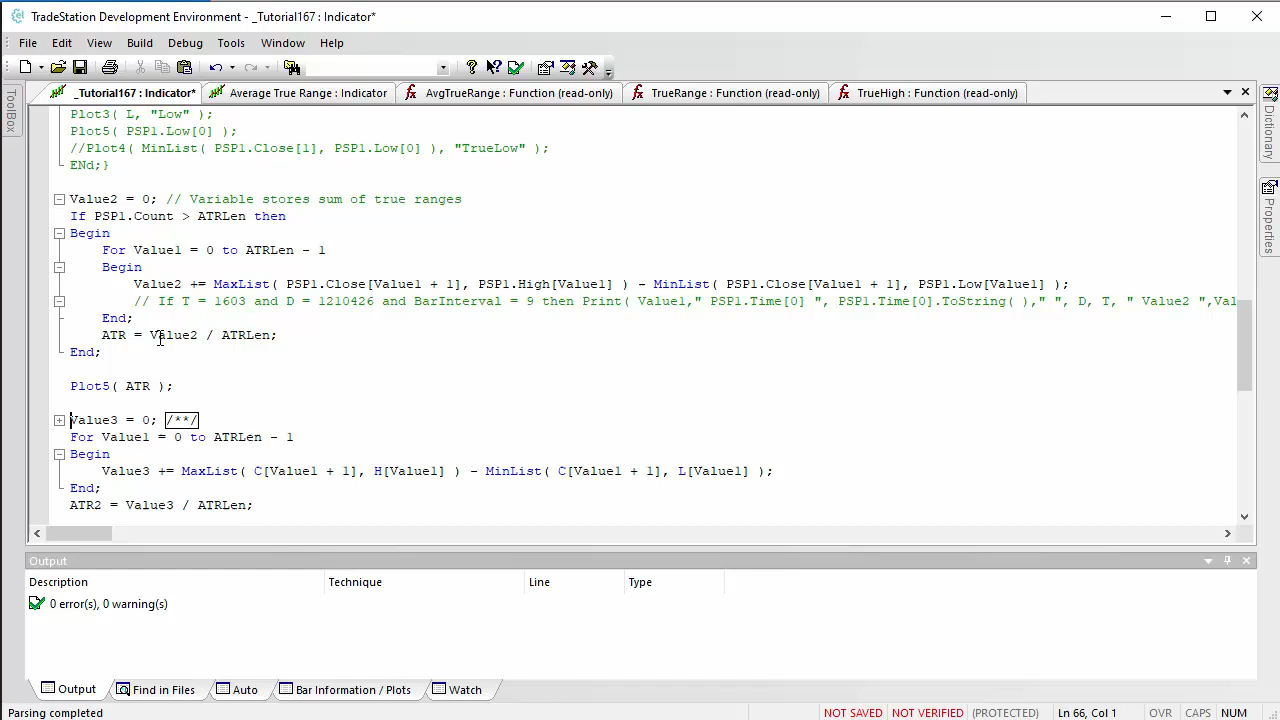 TradeStation Development Environment - _Tutorial167 : Indicator*
File Edit View Build Debug Tools Window Help
_Tutorial167 : Indicator* Average True Range : Indicator AvgTrueRange : Function (read-only) TrueRange : Function (read-only) TrueHigh : Function (read-only)
ToolBox
Dictionary
Properties
Plot3( L, "Low" );
Plot5( PSP1.Low[0] );
//Plot4( MinList( PSP1.Close[1], PSP1.Low[0] ), "TrueLow" );
ENd;}
Value2 = 0; // Variable stores sum of true ranges
If PSP1.Count > ATRLen then
Begin
For Value1 = 0 to ATRLen - 1
Begin
Value2 += MaxList( PSP1.Close[Value1 + 1], PSP1.High[Value1] ) - MinList( PSP1.Close[Value1 + 1], PSP1.Low[Value1] );
// If T = 1603 and D = 1210426 and BarInterval = 9 then Print( Value1," PSP1.Time[0] ", PSP1.Time[0].ToString( )," ", D, T, " Value2 ",Val
End;
ATR = Value2 / ATRLen;
End;
Plot5( ATR );
Value3 = 0; /**/
For Value1 = 0 to ATRLen - 1
Begin
Value3 += MaxList( C[Value1 + 1], H[Value1] ) - MinList( C[Value1 + 1], L[Value1] );
End;
ATR2 = Value3 / ATRLen;
Output
Description Technique Line Type
0 error(s), 0 warning(s)
Output Find in Files Auto Bar Information / Plots Watch
Parsing completed NOT SAVED NOT VERIFIED (PROTECTED) Ln 66, Col 1 OVR CAPS NUM